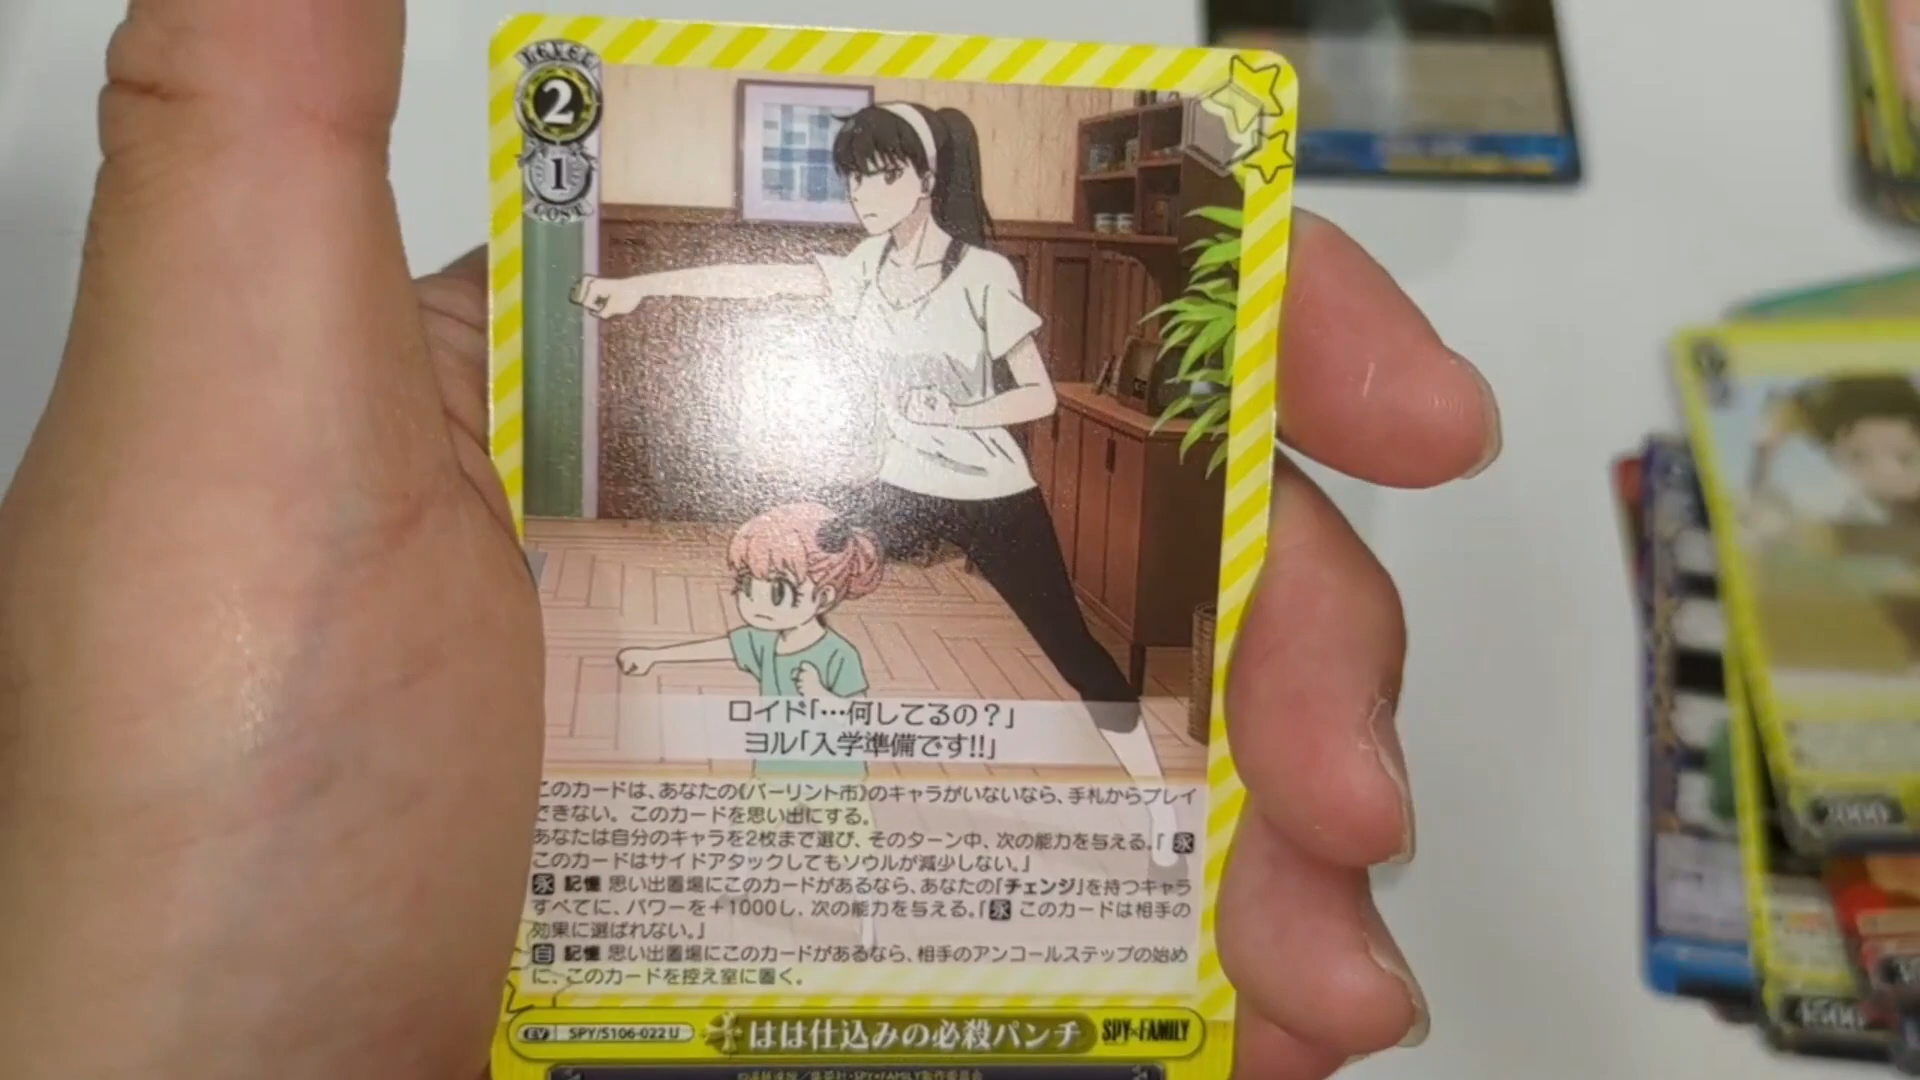 LEVEL
2
1
COST
ロイド「…何してるの？」
ヨル「入学準備です!!」
このカードは、あなたの《バーリント市》のキャラがいないなら、手札からプレイ
できない。このカードを思い出にする。
あなたは自分のキャラを2枚まで選び、そのターン中、次の能力を与える。「永
このカードはサイドアタックしてもソウルが減少しない。」
永 記憶 思い出置場にこのカードがあるなら、あなたの「チェンジ」を持つキャラ
すべてに、パワーを＋1000し、次の能力を与える。「永 このカードは相手の
効果に選ばれない。」
自 記憶 思い出置場にこのカードがあるなら、相手のアンコールステップの始め
に、このカードを控え室に置く。
EV SPY/S106-022 U はは仕込みの必殺パンチ SPY×FAMILY
2000
4500